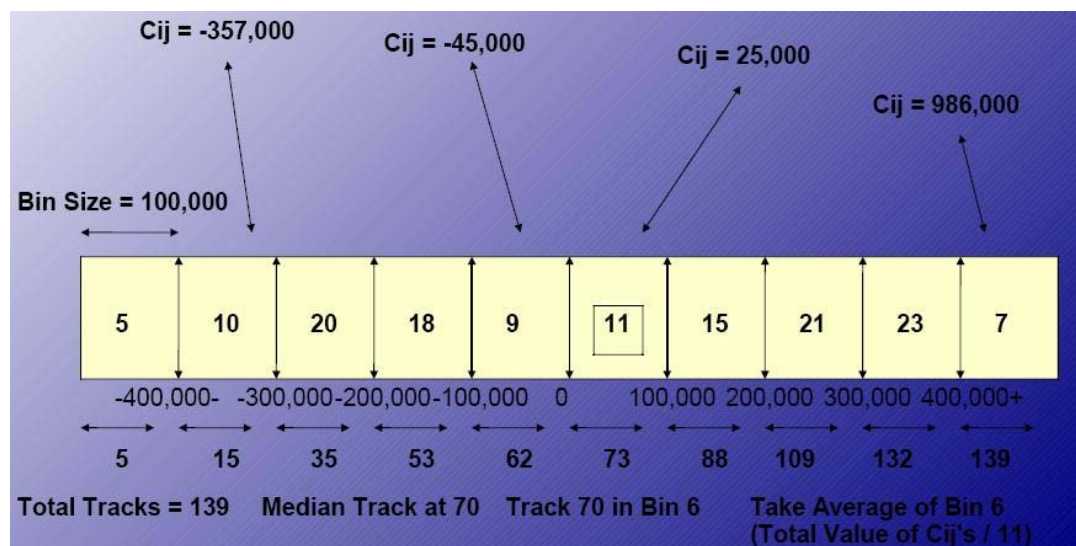 Cij = -357,000
Cij = -45,000
Cij = 25,000
Cij = 986,000
Bin Size = 100,000
5 10 20 18 9 11 15 21 23 7
-400,000- -300,000 -200,000 -100,000 0 100,000 200,000 300,000 400,000+
5 15 35 53 62 73 88 109 132 139
Total Tracks = 139 Median Track at 70 Track 70 in Bin 6 Take Average of Bin 6
(Total Value of Cij's / 11)